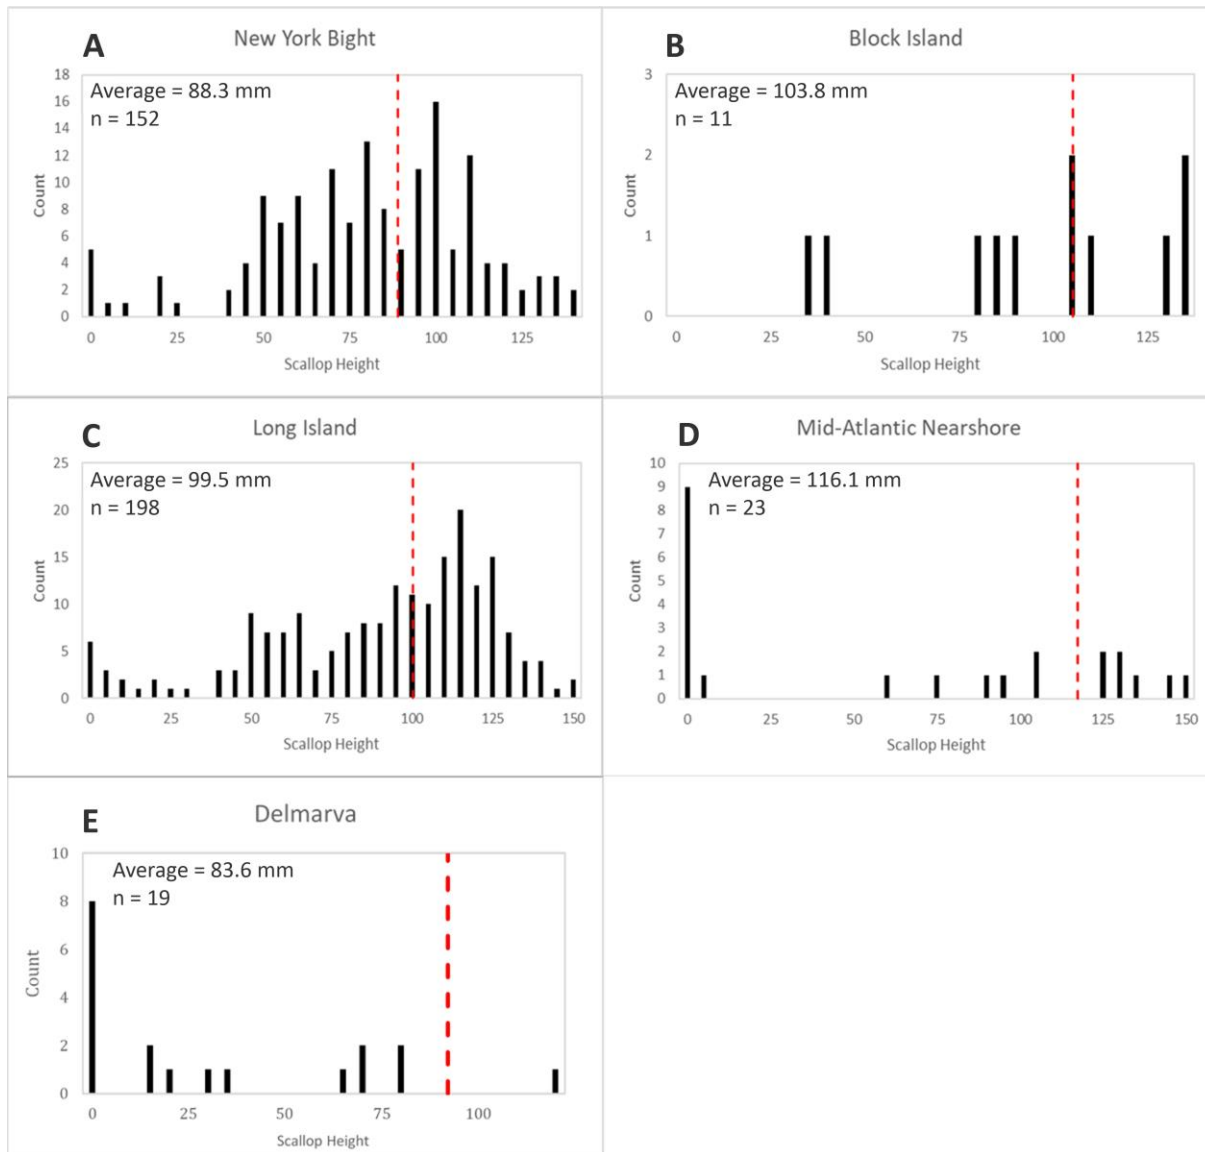 A
New York Bight
Average = 88.3 mm
n = 152
18
16
14
12
10
8
6
4
2
0
Count
0 25 50 75 100 125
Scallop Height
B
Block Island
Average = 103.8 mm
n = 11
3
2
1
0
Count
0 25 50 75 100 125
Scallop Height
C
Long Island
Average = 99.5 mm
n = 198
25
20
15
10
5
0
Count
0 25 50 75 100 125 150
Scallop Height
D
Mid-Atlantic Nearshore
Average = 116.1 mm
n = 23
10
9
8
7
6
5
4
3
2
1
0
Count
0 25 50 75 100 125 150
Scallop Height
E
Delmarva
Average = 83.6 mm
n = 19
10
8
6
4
2
0
Count
0 25 50 75 100
Scallop Height